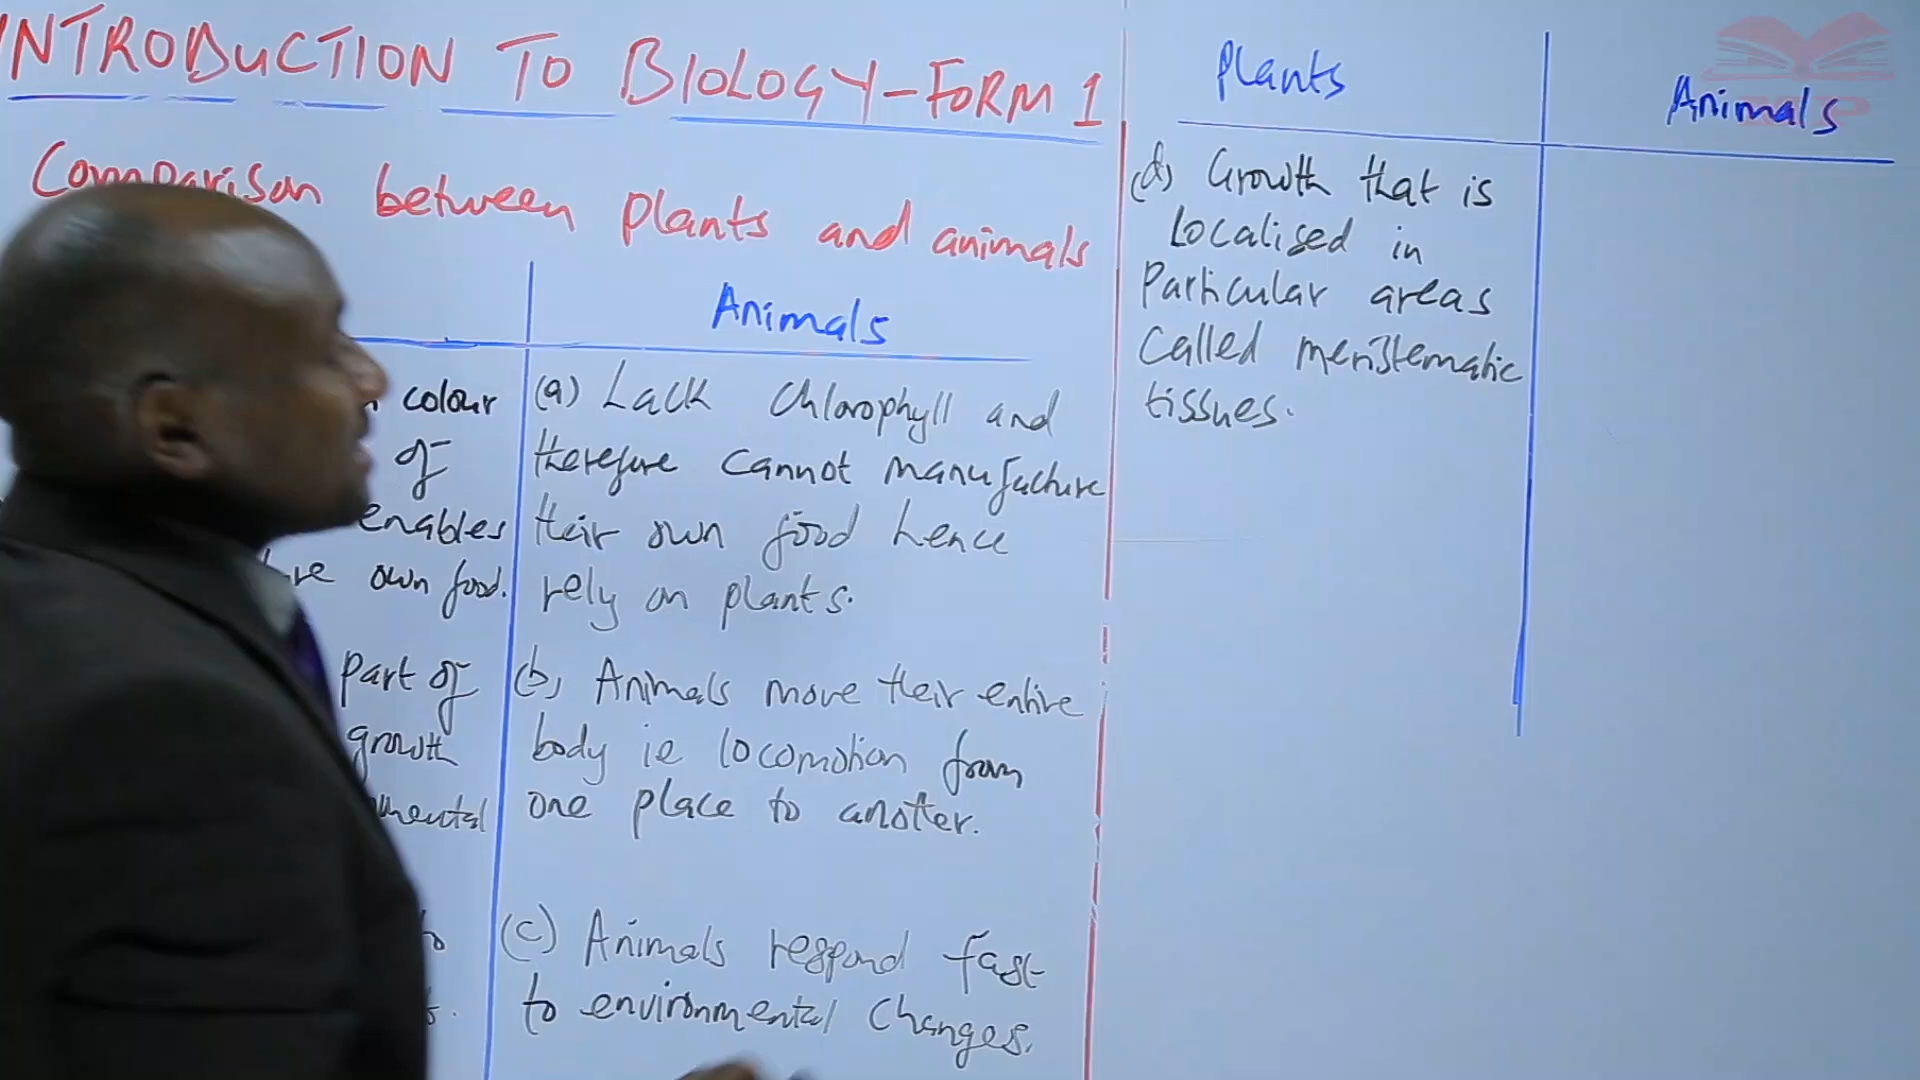 INTRODUCTION TO BIOLOGY-FORM 1
Comparison between plants and animals
Animals
colour
of
enables
own food.
part of
growth
(a) Lack Chlorophyll and
therefore cannot manufacture
their own food hence
rely on plants.
(b) Animals move their entire
body ie locomotion from
one place to another.
(c) Animals respond fast
to environmental changes.
Plants
Animals
(d) Growth that is
Localised in
Particular areas
Called meristematic
tissues.